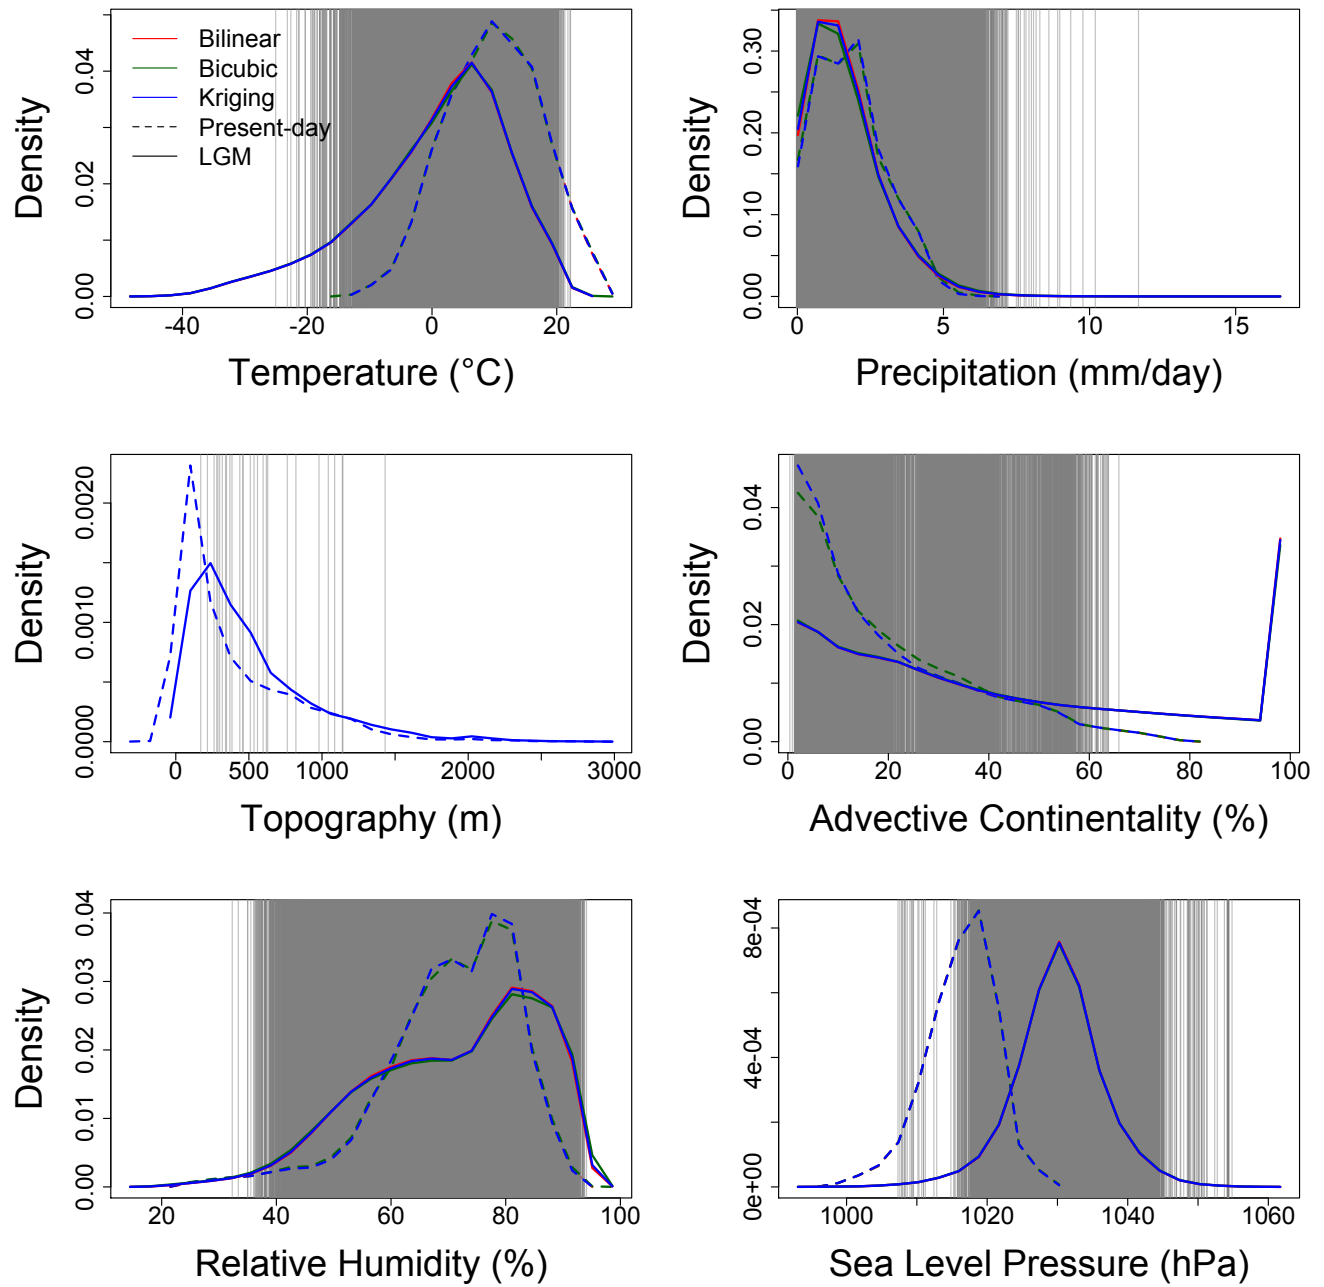 Density
0.00 0.02 0.04
Bilinear
Bicubic
Kriging
Present-day
LGM
-40 -20 0 20
Temperature (°C)
Density
0.00 0.10 0.20 0.30
0 5 10 15
Precipitation (mm/day)
Density
0.0000 0.0010 0.0020
0 500 1000 2000 3000
Topography (m)
Density
0.00 0.02 0.04
0 20 40 60 80 100
Advective Continentality (%)
Density
0.00 0.01 0.02 0.03 0.04
20 40 60 80 100
Relative Humidity (%)
Density
0e+00 4e-04 8e-04
1000 1020 1040 1060
Sea Level Pressure (hPa)